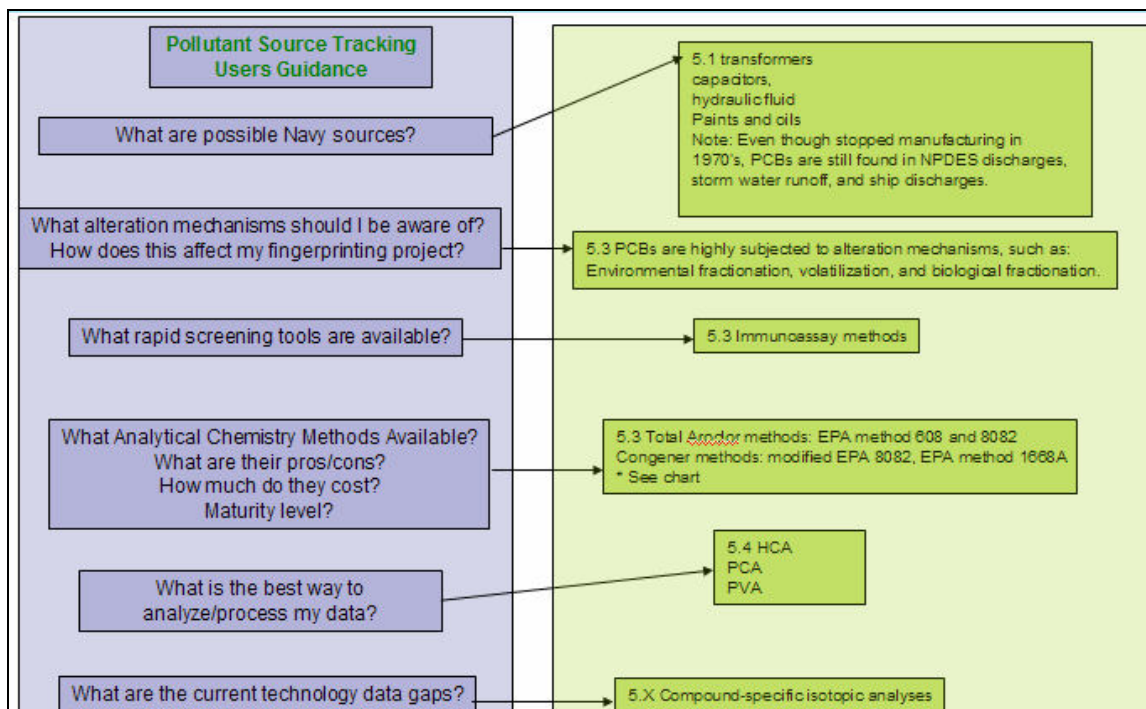 Pollutant Source Tracking
Users Guidance
What are possible Navy sources?
5.1 transformers
capacitors,
hydraulic fluid
Paints and oils
Note: Even though stopped manufacturing in
1970's, PCBs are still found in NPDES discharges,
storm water runoff, and ship discharges.
What alteration mechanisms should I be aware of?
How does this affect my fingerprinting project?
5.3 PCBs are highly subjected to alteration mechanisms, such as:
Environmental fractionation, volatilization, and biological fractionation.
What rapid screening tools are available?
5.3 Immunoassay methods
What Analytical Chemistry Methods Available?
What are their pros/cons?
How much do they cost?
Maturity level?
5.3 Total Aroclor methods: EPA method 608 and 8082
Congener methods: modified EPA 8082, EPA method 1668A
* See chart
What is the best way to
analyze/process my data?
5.4 HCA
PCA
PVA
What are the current technology data gaps?
5.X Compound-specific isotopic analyses